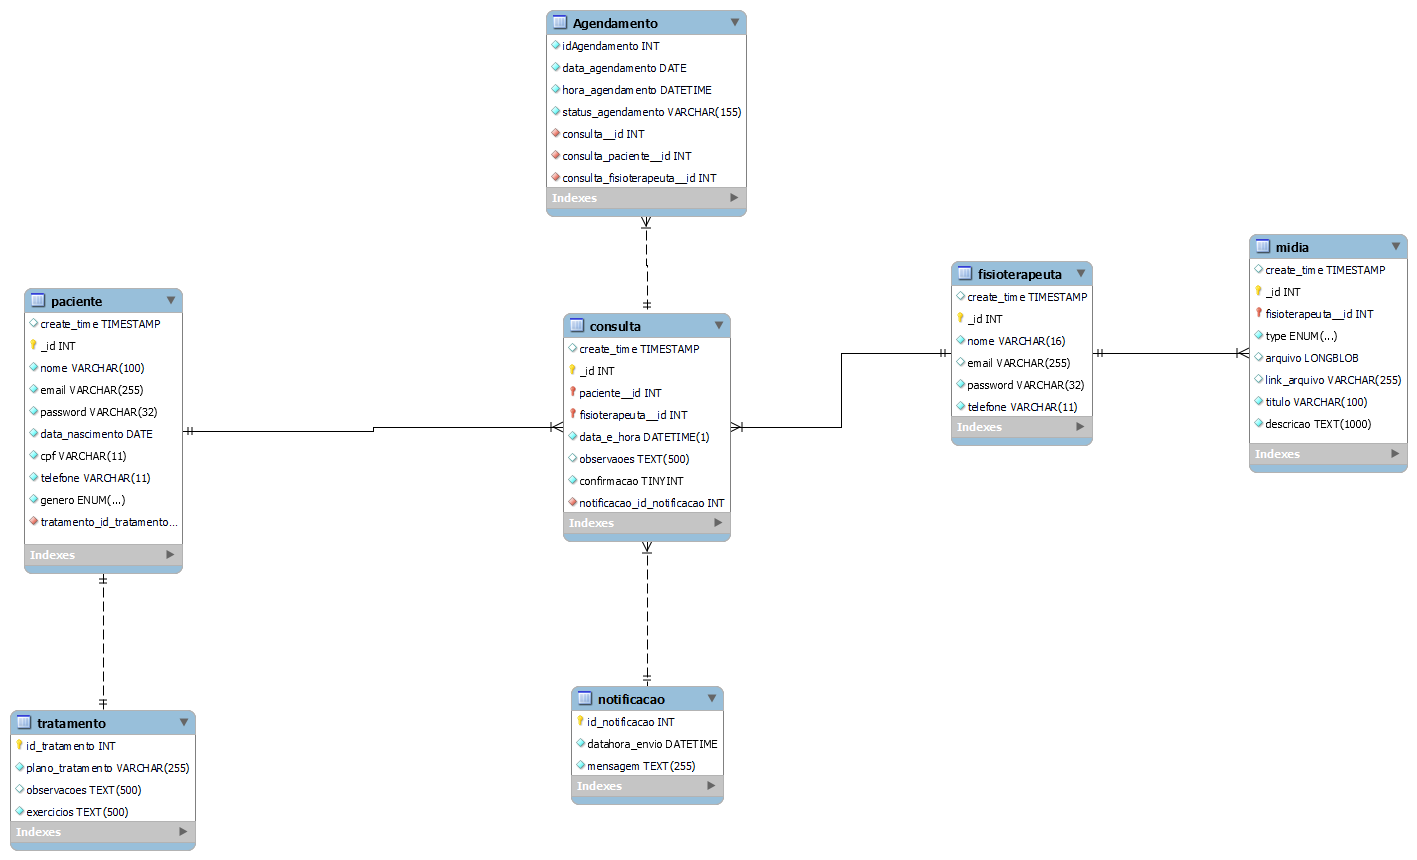 Agendamento
idAgendamento INT
data_agendamento DATE
hora_agendamento DATETIME
status_agendamento VARCHAR(155)
consulta__id INT
consulta_paciente__id INT
consulta_fisioterapeuta__id INT
Indexes
paciente
create_time TIMESTAMP
_id INT
nome VARCHAR(100)
email VARCHAR(255)
password VARCHAR(32)
data_nascimento DATE
cpf VARCHAR(11)
telefone VARCHAR(11)
genero ENUM(...)
tratamento_id_tratamento...
Indexes
consulta
create_time TIMESTAMP
_id INT
paciente__id INT
fisioterapeuta__id INT
data_e_hora DATETIME(1)
observaoes TEXT(500)
confirmacao TINYINT
notificacao_id_notificacao INT
Indexes
fisioterapeuta
create_time TIMESTAMP
_id INT
nome VARCHAR(16)
email VARCHAR(255)
password VARCHAR(32)
telefone VARCHAR(11)
Indexes
midia
create_time TIMESTAMP
_id INT
fisioterapeuta__id INT
type ENUM(...)
arquivo LONGBLOB
link_arquivo VARCHAR(255)
titulo VARCHAR(100)
descricao TEXT(1000)
Indexes
tratamento
id_tratamento INT
plano_tratamento VARCHAR(255)
observacoes TEXT(500)
exercicios TEXT(500)
Indexes
notificacao
id_notificacao INT
datahora_envio DATETIME
mensagem TEXT(255)
Indexes